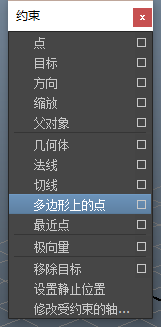 约束
点
目标
方向
缩放
父对象
几何体
法线
切线
多边形上的点
最近点
极向量
移除目标
设置静止位置
修改受约束的轴...